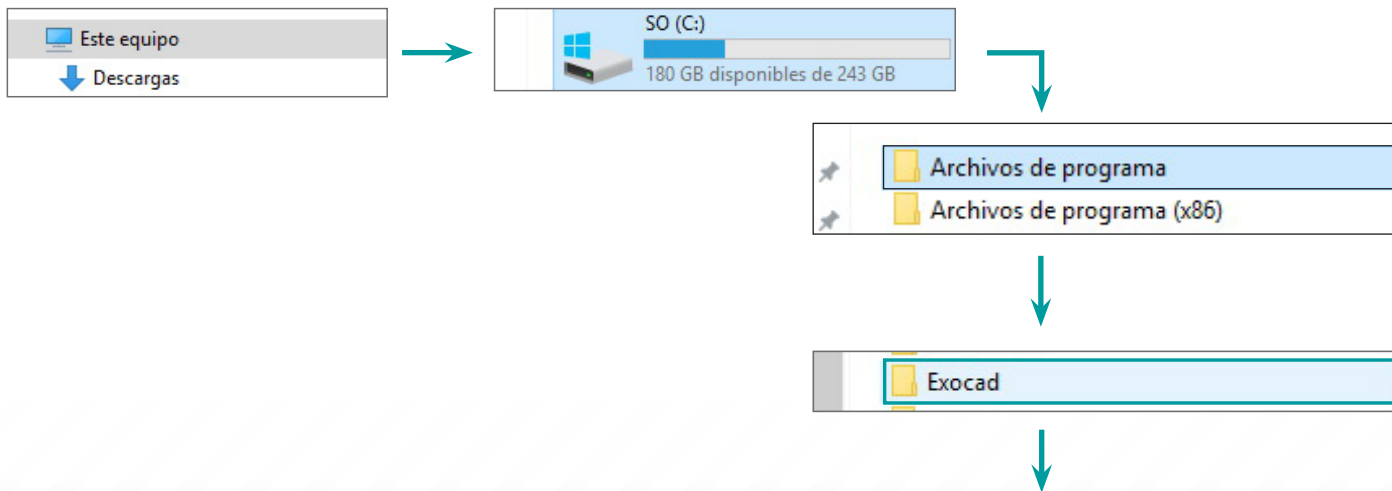 Este equipo
Descargas
SO (C:)
180 GB disponibles de 243 GB
Archivos de programa
Archivos de programa (x86)
Exocad